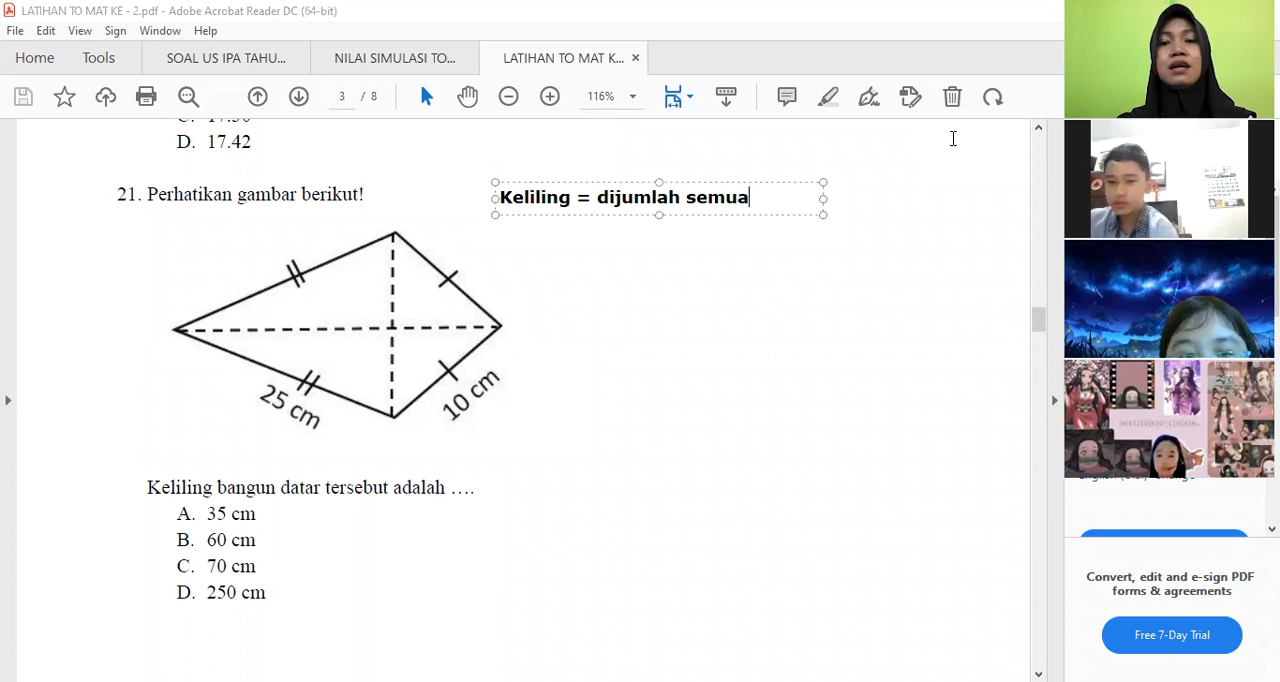 LATIHAN TO MAT KE - 2.pdf - Adobe Acrobat Reader DC (64-bit)
File Edit View Sign Window Help
Home Tools SOAL US IPA TAHU... NILAI SIMULASI TO... LATIHAN TO MAT K... ×
3 / 8 116%
D. 17.42
21. Perhatikan gambar berikut!
Keliling = dijumlah semua
25 cm
10 cm
Keliling bangun datar tersebut adalah ….
A. 35 cm
B. 60 cm
C. 70 cm
D. 250 cm
Convert, edit and e-sign PDF
forms & agreements
Free 7-Day Trial